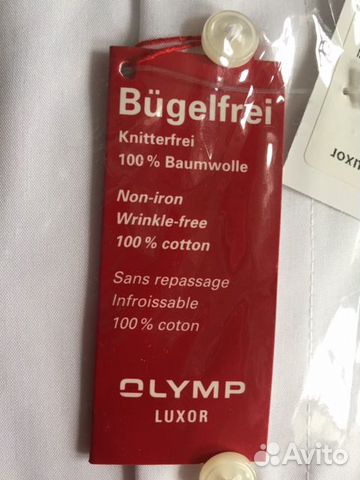 Bügelfrei
Knitterfrei
100% Baumwolle
Non-iron
Wrinkle-free
100% cotton
Sans repassage
Infroissable
100% coton
OLYMP
LUXOR
Avito